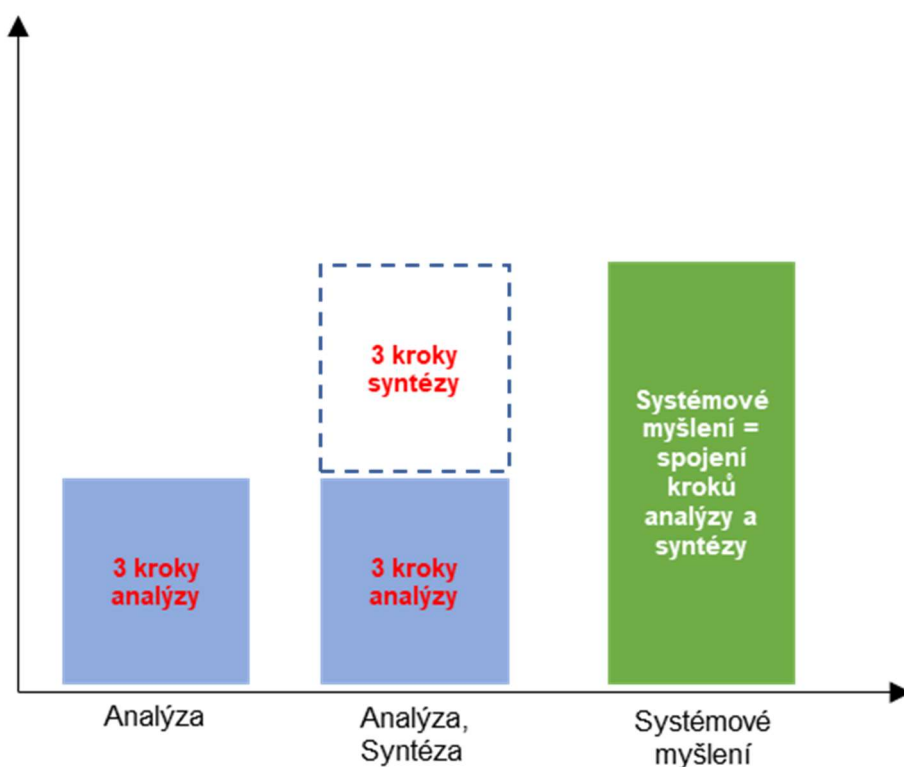 3 kroky
syntézy
Systémové
myšlení =
spojení
kroků
analýzy a
syntézy
3 kroky
analýzy
3 kroky
analýzy
Analýza
Analýza,
Syntéza
Systémové
myšlení